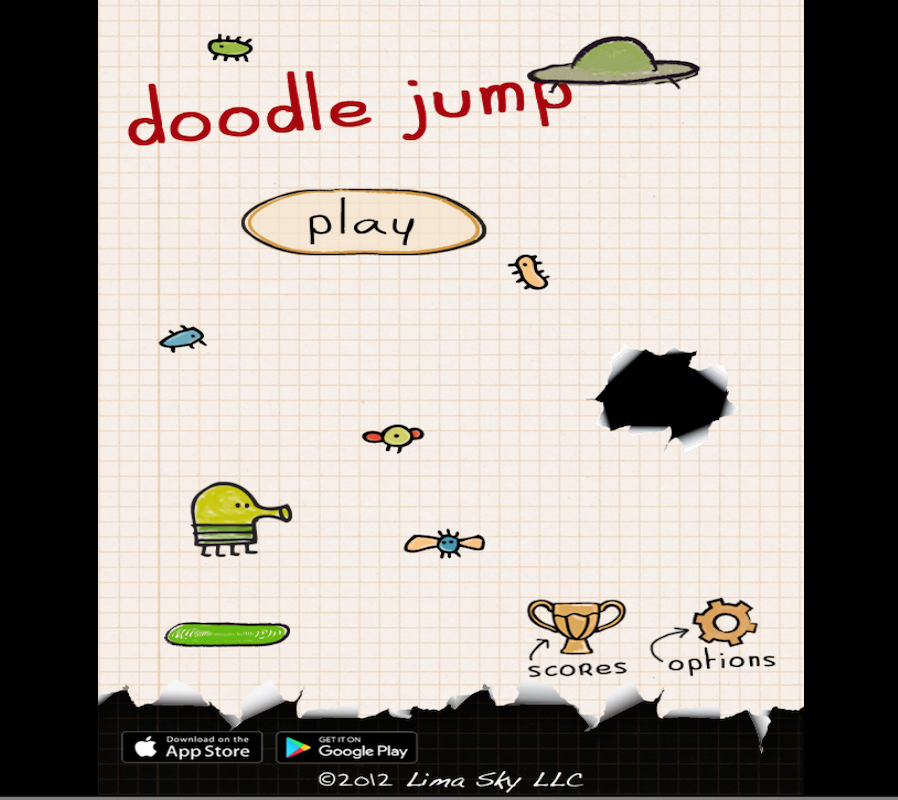 doodle jump
play
scores
options
Download on the
App Store
GET IT ON
Google Play
©2012 Lima Sky LLC